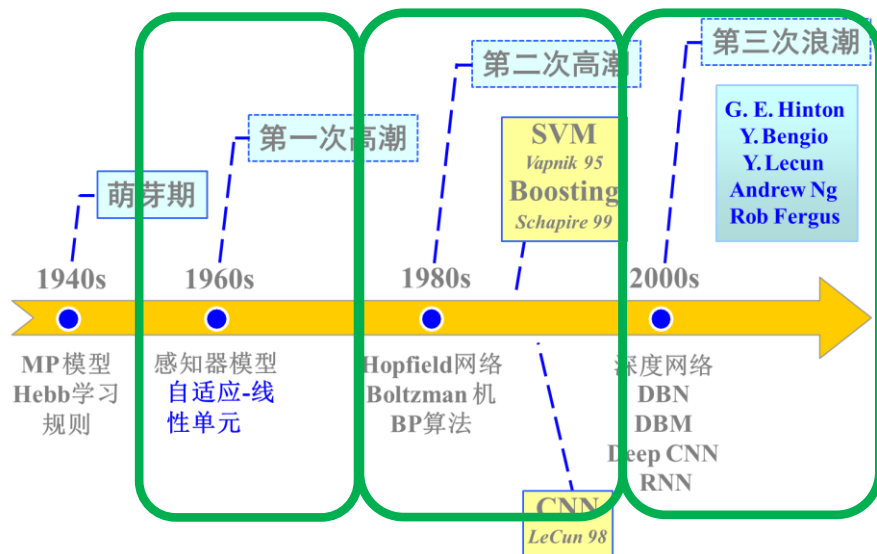 第三次浪潮
第二次高潮
第一次高潮
萌芽期
G. E. Hinton
Y. Bengio
Y. Lecun
Andrew Ng
Rob Fergus
SVM
Vapnik 95
Boosting
Schapire 99
1940s
1960s
1980s
2000s
MP模型
Hebb学习
规则
感知器模型
自适应-线
性单元
Hopfield网络
Boltzman 机
BP算法
深度网络
DBN
DBM
Deep CNN
RNN
CNN
LeCun 98